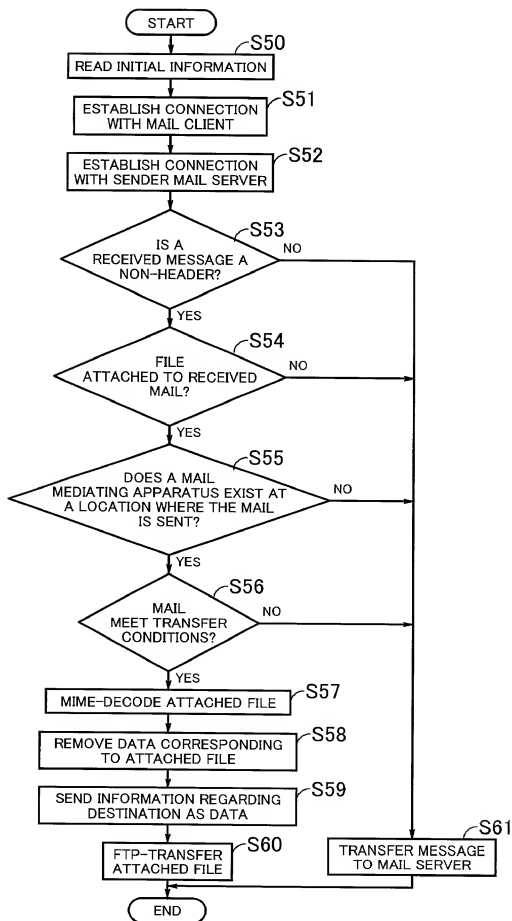 START
S50
READ INITIAL INFORMATION
S51
ESTABLISH CONNECTION
WITH MAIL CLIENT
S52
ESTABLISH CONNECTION
WITH SENDER MAIL SERVER
S53
IS A
RECEIVED MESSAGE A
NON-HEADER?
NO
YES
S54
FILE
ATTACHED TO RECEIVED
MAIL?
NO
YES
S55
DOES A MAIL
MEDIATING APPARATUS EXIST AT
A LOCATION WHERE THE MAIL
IS SENT?
NO
YES
S56
MAIL
MEET TRANSFER
CONDITIONS?
NO
YES
S57
MIME-DECODE ATTACHED FILE
S58
REMOVE DATA CORRESPONDING
TO ATTACHED FILE
S59
SEND INFORMATION REGARDING
DESTINATION AS DATA
S60
FTP-TRANSFER
ATTACHED FILE
S61
TRANSFER MESSAGE
TO MAIL SERVER
END